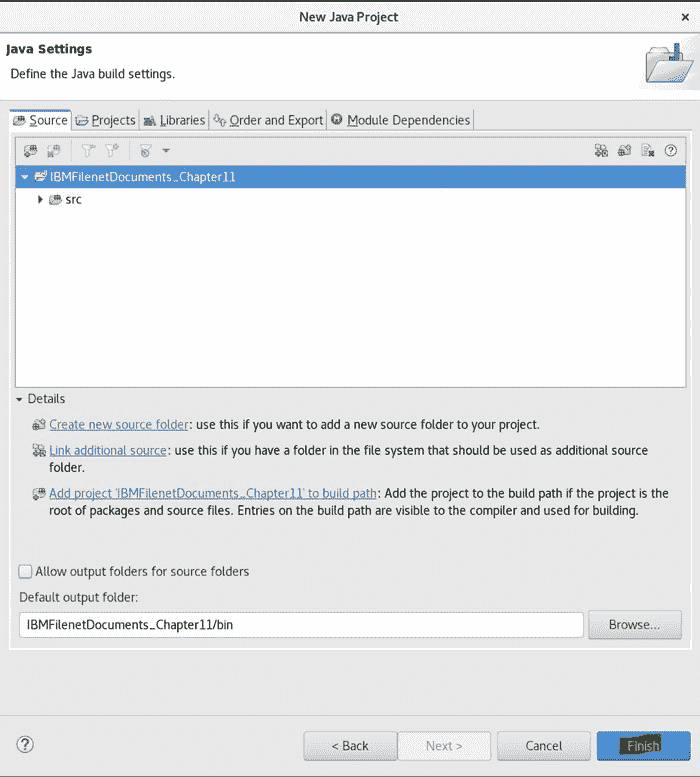 New Java Project
×
Java Settings
Define the Java build settings.
Source Projects Libraries Order and Export Module Dependencies
IBMFilenetDocuments_Chapter11
src
Details
Create new source folder: use this if you want to add a new source folder to your project.
Link additional source: use this if you have a folder in the file system that should be used as additional source
folder.
Add project 'IBMFilenetDocuments_Chapter11' to build path: Add the project to the build path if the project is the
root of packages and source files. Entries on the build path are visible to the compiler and used for building.
Allow output folders for source folders
Default output folder:
IBMFilenetDocuments_Chapter11/bin Browse...
? < Back Next > Cancel Finish